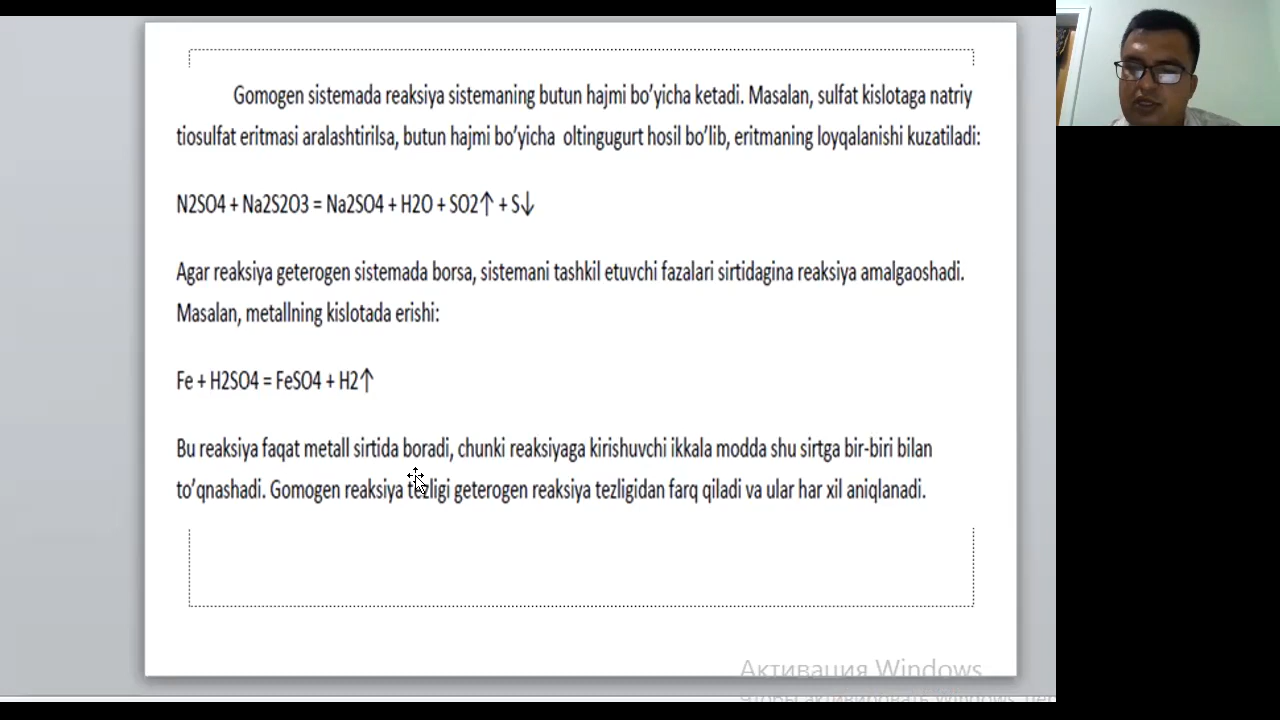 Gomogen sistemada reaksiya sistemaning butun hajmi bo’yicha ketadi. Masalan, sulfat kislotaga natriy
tiosulfat eritmasi aralashtirilsa, butun hajmi bo’yicha oltingugurt hosil bo’lib, eritmaning loyqalanishi kuzatiladi:
N2SO4 + Na2S2O3 = Na2SO4 + H2O + SO2↑ + S↓
Agar reaksiya geterogen sistemada borsa, sistemani tashkil etuvchi fazalari sirtidagina reaksiya amalgaoshadi.
Masalan, metallning kislotada erishi:
Fe + H2SO4 = FeSO4 + H2↑
Bu reaksiya faqat metall sirtida boradi, chunki reaksiyaga kirishuvchi ikkala modda shu sirtga bir-biri bilan
to’qnashadi. Gomogen reaksiya tezligi geterogen reaksiya tezligidan farq qiladi va ular har xil aniqlanadi.
Активация Windows
Чтобы активировать Windows, пер